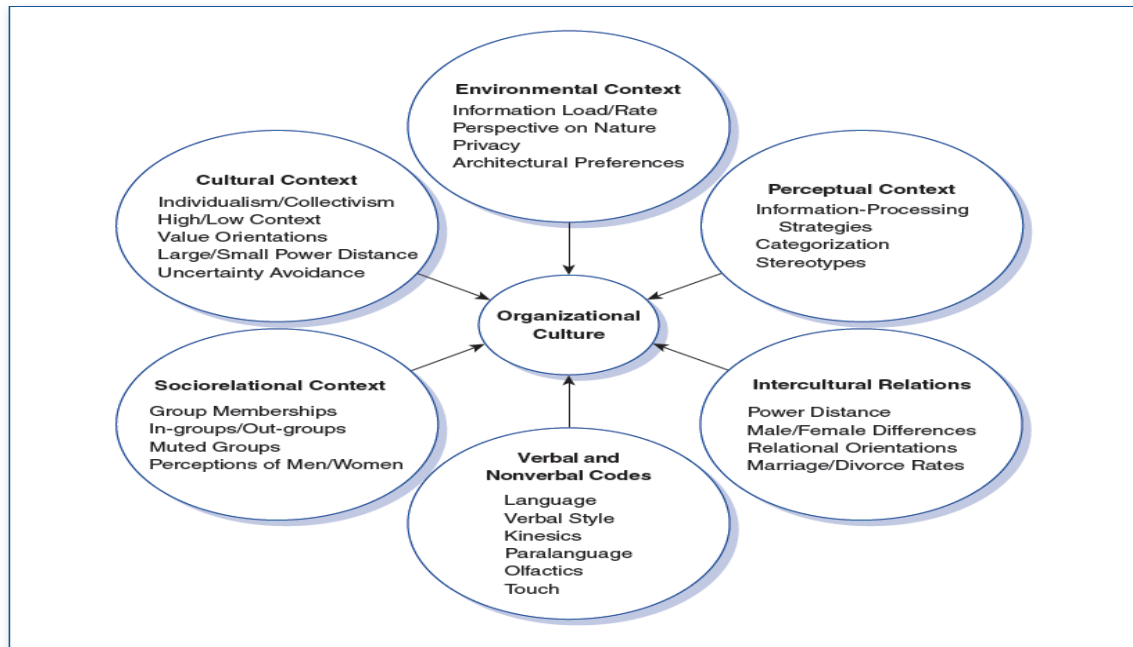 Environmental Context
Information Load/Rate
Perspective on Nature
Privacy
Architectural Preferences
Cultural Context
Individualism/Collectivism
High/Low Context
Value Orientations
Large/Small Power Distance
Uncertainty Avoidance
Perceptual Context
Information-Processing
Strategies
Categorization
Stereotypes
Organizational
Culture
Sociorelational Context
Group Memberships
In-groups/Out-groups
Muted Groups
Perceptions of Men/Women
Intercultural Relations
Power Distance
Male/Female Differences
Relational Orientations
Marriage/Divorce Rates
Verbal and
Nonverbal Codes
Language
Verbal Style
Kinesics
Paralanguage
Olfactics
Touch